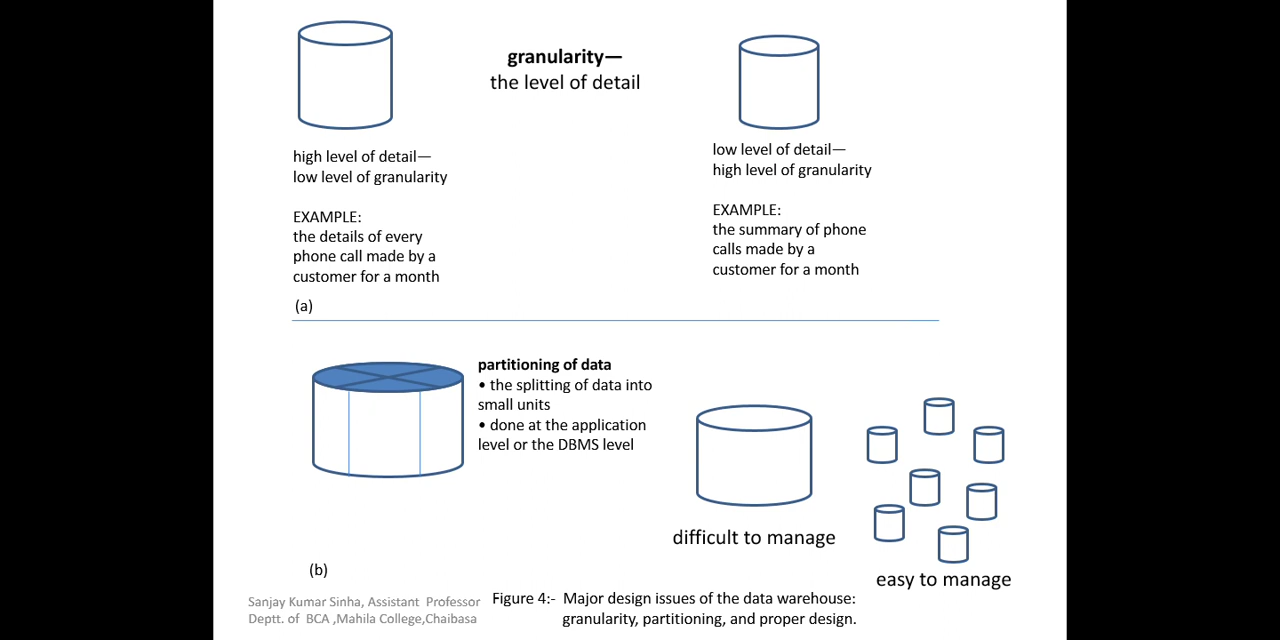 granularity—
the level of detail
high level of detail—
low level of granularity
EXAMPLE:
the details of every
phone call made by a
customer for a month
low level of detail—
high level of granularity
EXAMPLE:
the summary of phone
calls made by a
customer for a month
(a)
partitioning of data
• the splitting of data into
small units
• done at the application
level or the DBMS level
difficult to manage
easy to manage
(b)
Sanjay Kumar Sinha, Assistant Professor
Deptt. of BCA ,Mahila College,Chaibasa
Figure 4:- Major design issues of the data warehouse:
granularity, partitioning, and proper design.